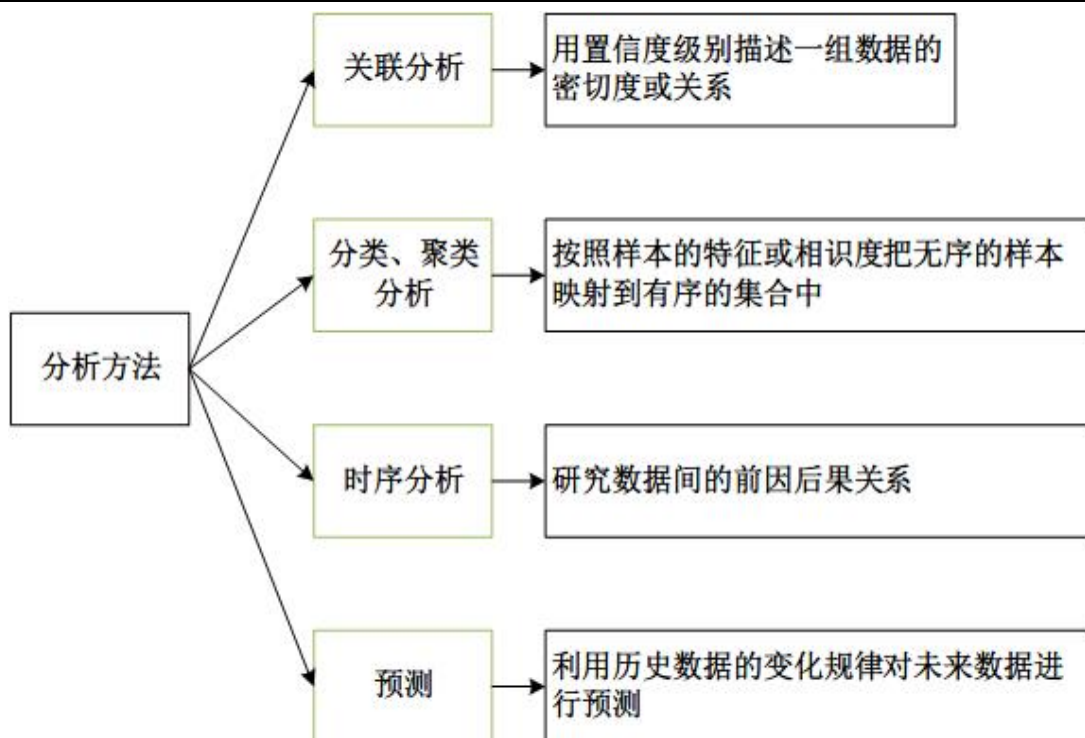 关联分析
用置信度级别描述一组数据的
密切度或关系
分类、聚类
分析
按照样本的特征或相识度把无序的样本
映射到有序的集合中
分析方法
时序分析
研究数据间的前因后果关系
预测
利用历史数据的变化规律对未来数据进
行预测